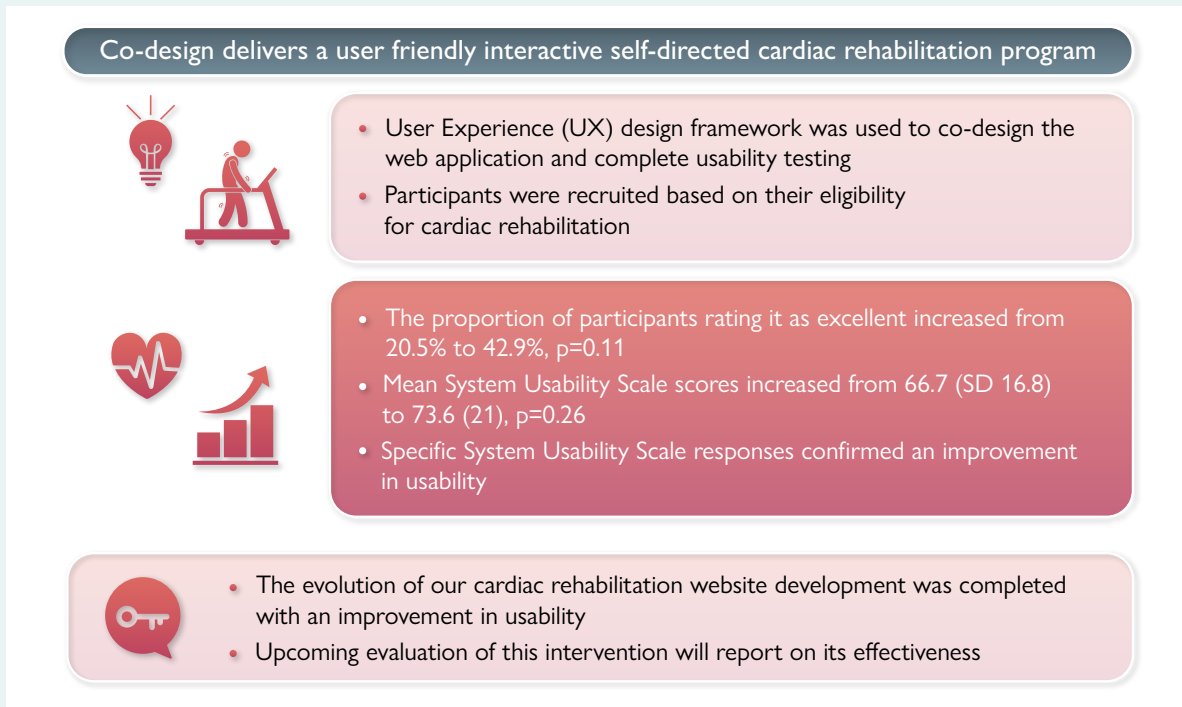 Co-design delivers a user friendly interactive self-directed cardiac rehabilitation program
• User Experience (UX) design framework was used to co-design the
web application and complete usability testing
• Participants were recruited based on their eligibility
for cardiac rehabilitation
• The proportion of participants rating it as excellent increased from
20.5% to 42.9%, p=0.11
• Mean System Usability Scale scores increased from 66.7 (SD 16.8)
to 73.6 (21), p=0.26
• Specific System Usability Scale responses confirmed an improvement
in usability
• The evolution of our cardiac rehabilitation website development was completed
with an improvement in usability
• Upcoming evaluation of this intervention will report on its effectiveness